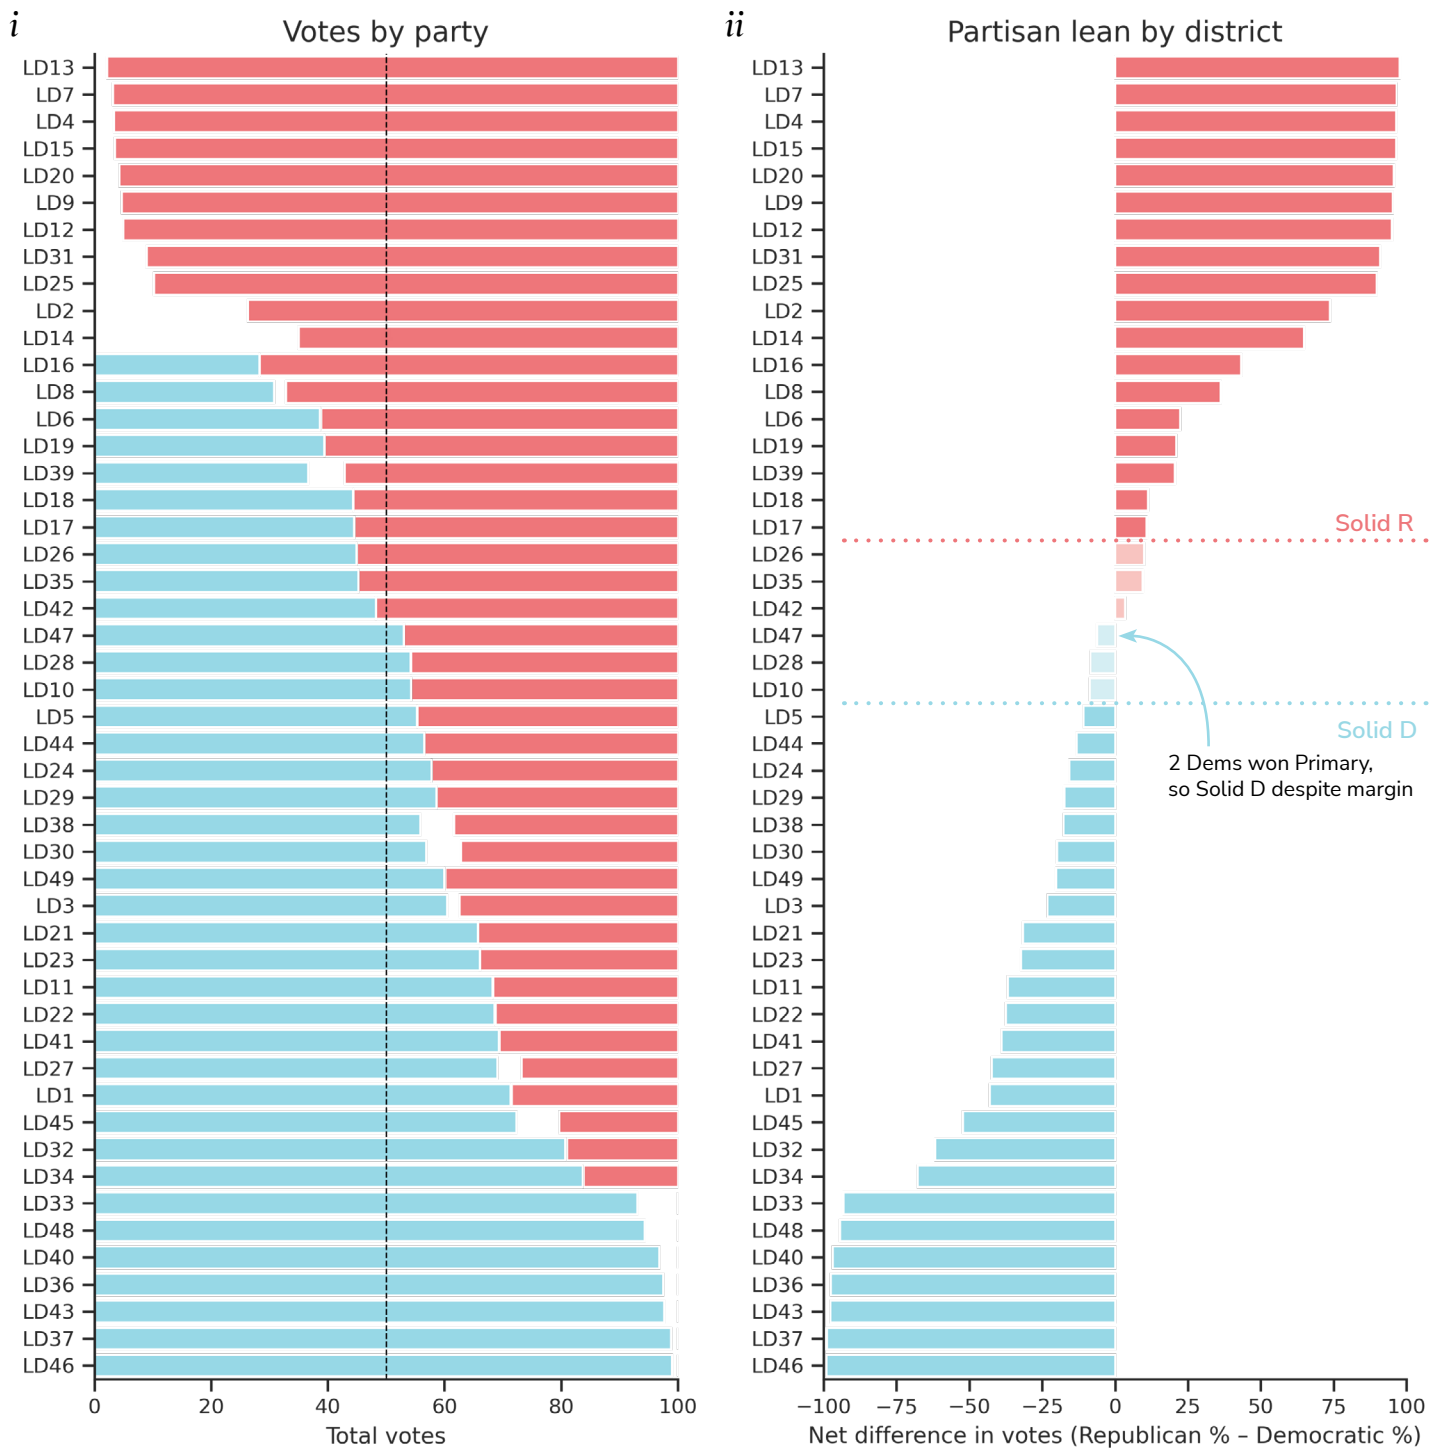 i
Votes by party
LD13
LD7
LD4
LD15
LD20
LD9
LD12
LD31
LD25
LD2
LD14
LD16
LD8
LD6
LD19
LD39
LD18
LD17
LD26
LD35
LD42
LD47
LD28
LD10
LD5
LD44
LD24
LD29
LD38
LD30
LD49
LD3
LD21
LD23
LD11
LD22
LD41
LD27
LD1
LD45
LD32
LD34
LD33
LD48
LD40
LD36
LD43
LD37
LD46
0 20 40 60 80 100
Total votes
ii
Partisan lean by district
LD13
LD7
LD4
LD15
LD20
LD9
LD12
LD31
LD25
LD2
LD14
LD16
LD8
LD6
LD19
LD39
LD18
LD17
Solid R
LD26
LD35
LD42
LD47
LD28
LD10
LD5
Solid D
LD44
2 Dems won Primary,
LD24
so Solid D despite margin
LD29
LD38
LD30
LD49
LD3
LD21
LD23
LD11
LD22
LD41
LD27
LD1
LD45
LD32
LD34
LD33
LD48
LD40
LD36
LD43
LD37
LD46
−100 −75 −50 −25 0 25 50 75 100
Net difference in votes (Republican % – Democratic %)